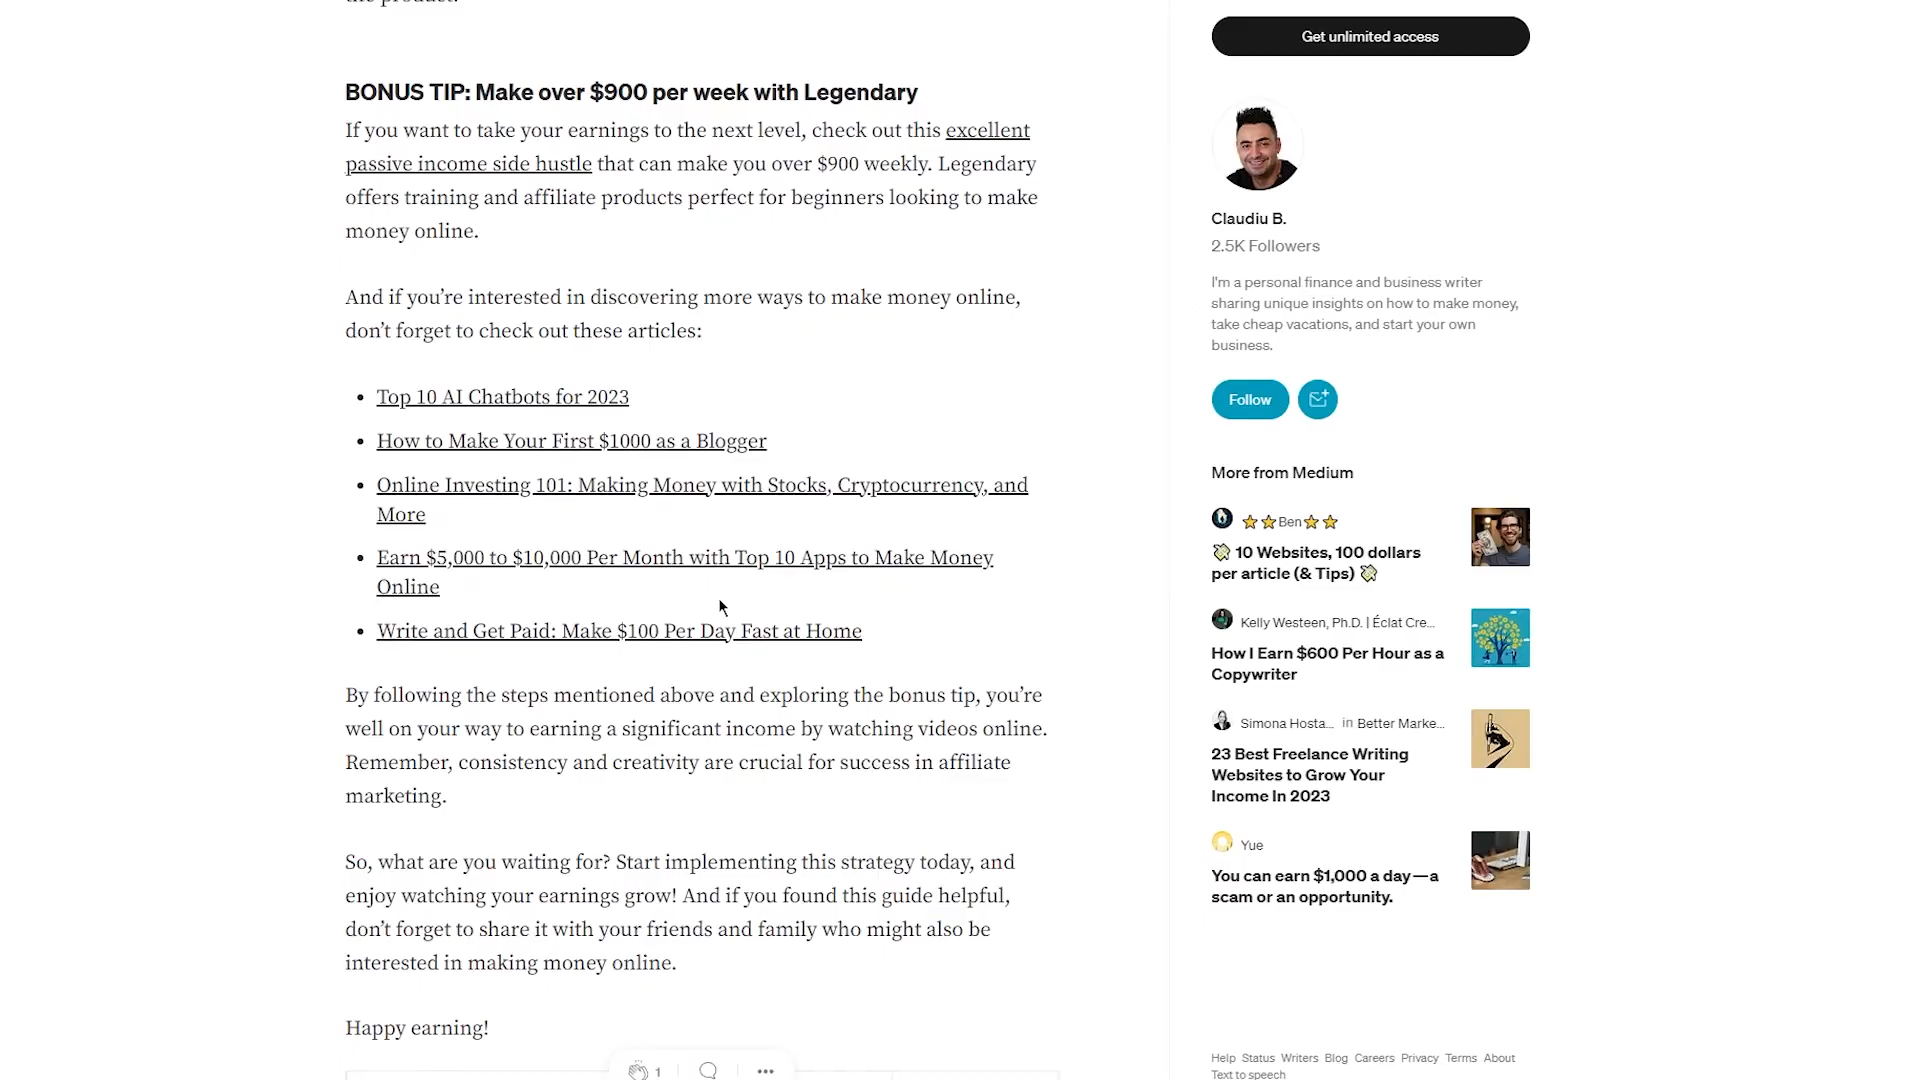 the product.
BONUS TIP: Make over $900 per week with Legendary
If you want to take your earnings to the next level, check out this excellent
passive income side hustle that can make you over $900 weekly. Legendary
offers training and affiliate products perfect for beginners looking to make
money online.
And if you’re interested in discovering more ways to make money online,
don’t forget to check out these articles:
• Top 10 AI Chatbots for 2023
• How to Make Your First $1000 as a Blogger
• Online Investing 101: Making Money with Stocks, Cryptocurrency, and
More
• Earn $5,000 to $10,000 Per Month with Top 10 Apps to Make Money
Online
• Write and Get Paid: Make $100 Per Day Fast at Home
By following the steps mentioned above and exploring the bonus tip, you’re
well on your way to earning a significant income by watching videos online.
Remember, consistency and creativity are crucial for success in affiliate
marketing.
So, what are you waiting for? Start implementing this strategy today, and
enjoy watching your earnings grow! And if you found this guide helpful,
don’t forget to share it with your friends and family who might also be
interested in making money online.
Happy earning!
1
Get unlimited access
Claudiu B.
2.5K Followers
I'm a personal finance and business writer
sharing unique insights on how to make money,
take cheap vacations, and start your own
business.
Follow
More from Medium
⭐⭐Ben⭐⭐
💸 10 Websites, 100 dollars
per article (& Tips) 💸
Kelly Westeen, Ph.D. | Éclat Cre...
How I Earn $600 Per Hour as a
Copywriter
Simona Hosta... in Better Marke...
23 Best Freelance Writing
Websites to Grow Your
Income In 2023
Yue
You can earn $1,000 a day — a
scam or an opportunity.
Help Status Writers Blog Careers Privacy Terms About
Text to speech